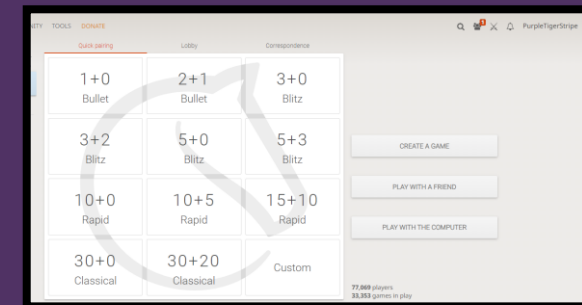 TOOLS DONATE
3
PurpleTigerStripe
Quick pairing Lobby Correspondence
1+0 2+1 3+0
Bullet Bullet Blitz
3+2 5+0 5+3
Blitz Blitz Blitz
10+0 10+5 15+10
Rapid Rapid Rapid
30+0 30+20 Custom
Classical Classical
CREATE A GAME
PLAY WITH A FRIEND
PLAY WITH THE COMPUTER
77,069 players
33,353 games in play